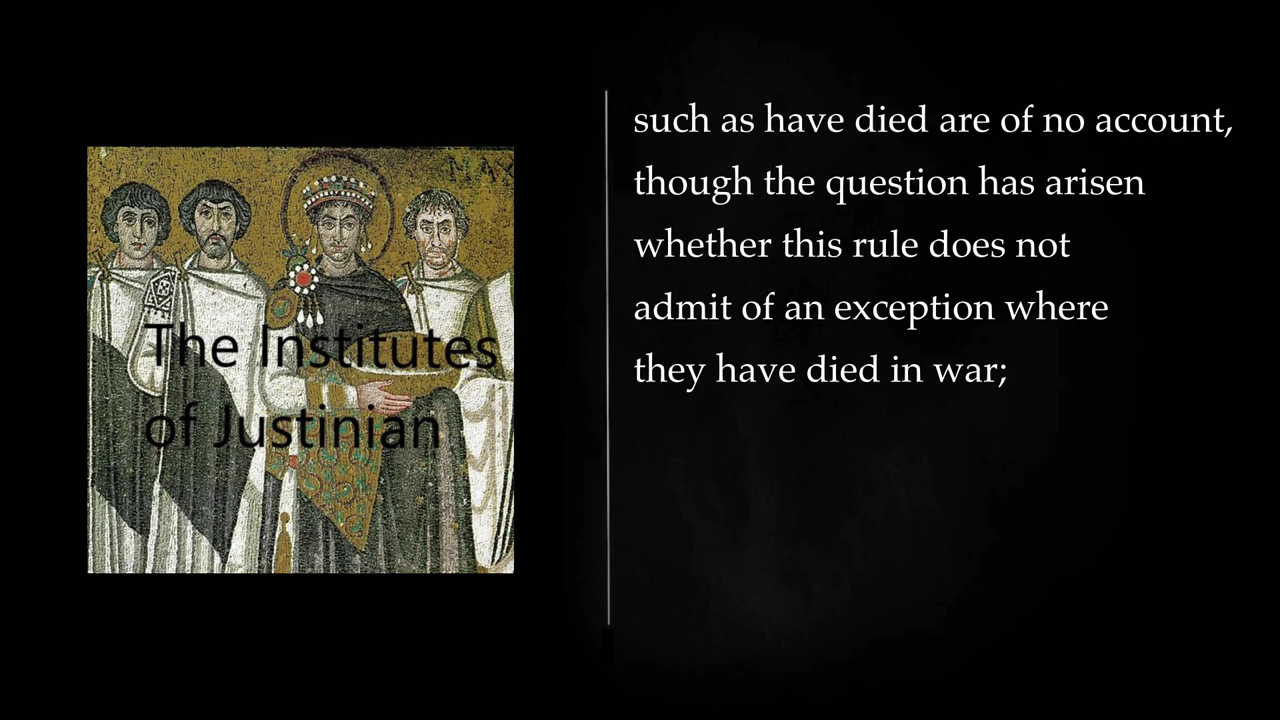 The Institutes
of Justinian
such as have died are of no account,
though the question has arisen
whether this rule does not
admit of an exception where
they have died in war;